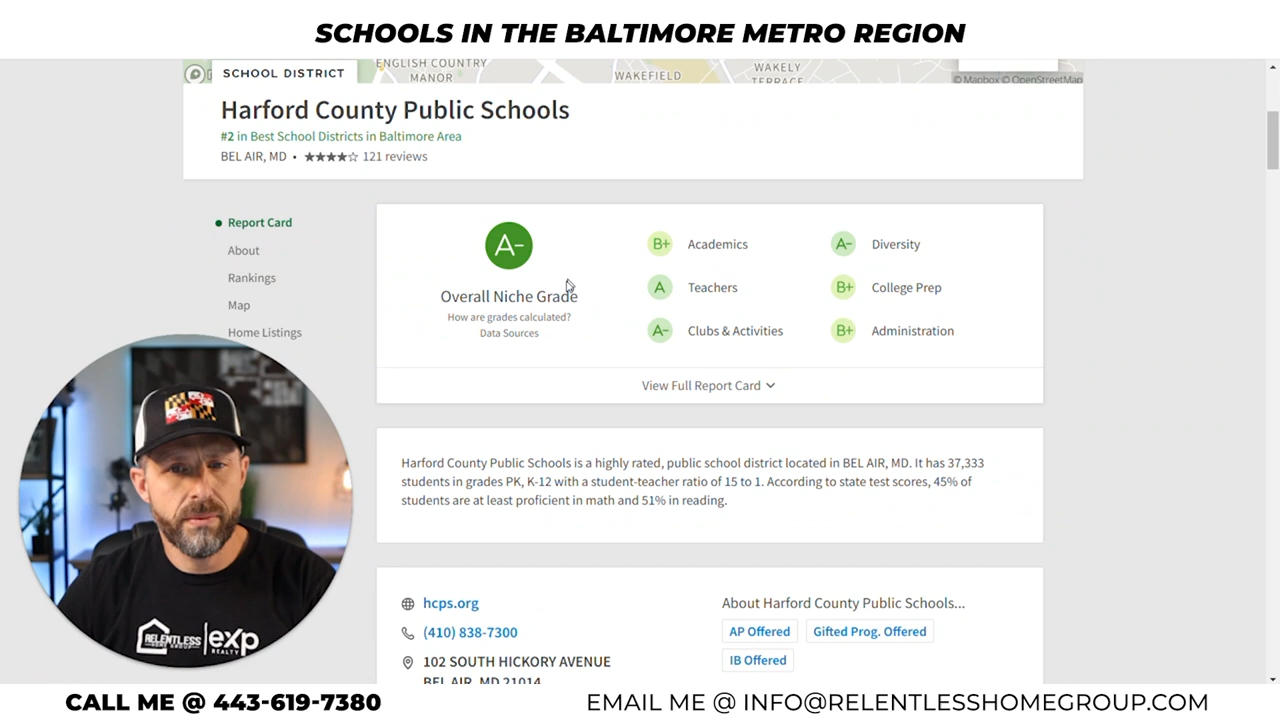 SCHOOLS IN THE BALTIMORE METRO REGION
SCHOOL DISTRICT
ENGLISH COUNTRY
MANOR
WAKEFIELD
WAKELY
TERRACE
© Mapbox © OpenStreetMap
Harford County Public Schools
#2 in Best School Districts in Baltimore Area
BEL AIR, MD • ★★★★☆ 121 reviews
Report Card
About
Rankings
Map
Home Listings
A-
Overall Niche Grade
How are grades calculated?
Data Sources
B+ Academics
A Teachers
A- Clubs & Activities
A- Diversity
B+ College Prep
B+ Administration
View Full Report Card
Harford County Public Schools is a highly rated, public school district located in BEL AIR, MD. It has 37,333
students in grades PK, K-12 with a student-teacher ratio of 15 to 1. According to state test scores, 45% of
students are at least proficient in math and 51% in reading.
hcps.org
(410) 838-7300
102 SOUTH HICKORY AVENUE
BEL AIR, MD 21014
About Harford County Public Schools...
AP Offered
Gifted Prog. Offered
IB Offered
RELENTLESS
HOME GROUP
eXp
REALTY
CALL ME @ 443-619-7380
EMAIL ME @ INFO@RELENTLESSHOMEGROUP.COM